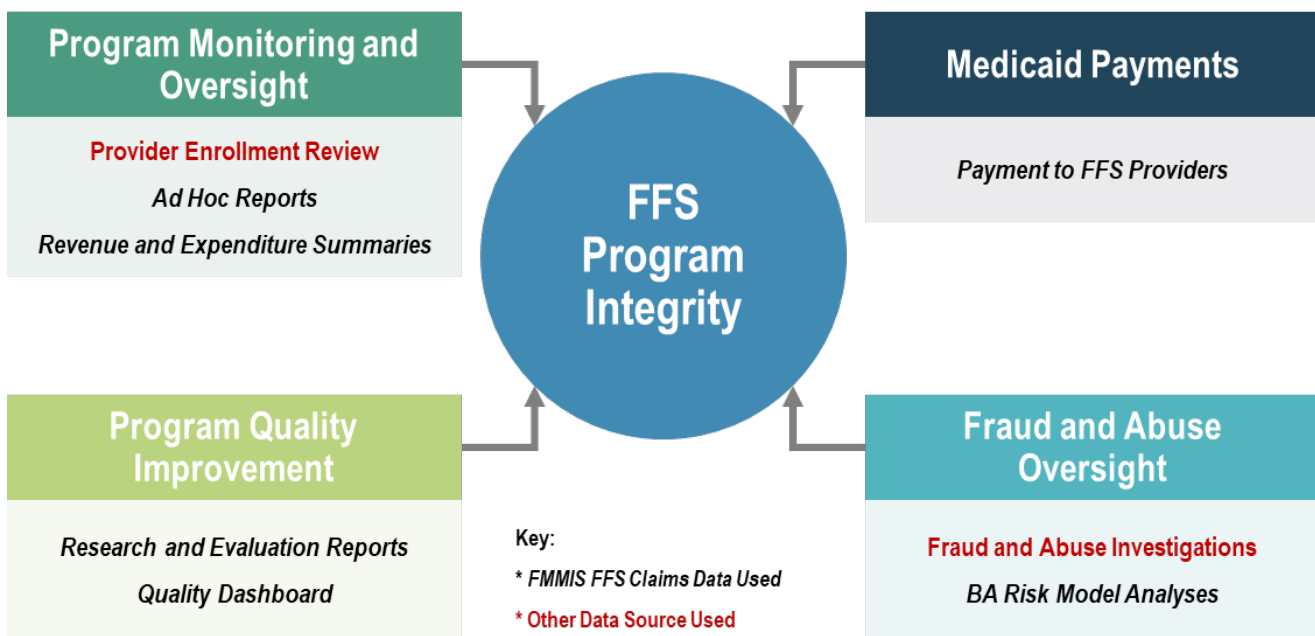 Program Monitoring and
Oversight
Provider Enrollment Review
Ad Hoc Reports
Revenue and Expenditure Summaries
Medicaid Payments
Payment to FFS Providers
FFS
Program
Integrity
Program Quality
Improvement
Research and Evaluation Reports
Quality Dashboard
Key:
* FMMIS FFS Claims Data Used
* Other Data Source Used
Fraud and Abuse
Oversight
Fraud and Abuse Investigations
BA Risk Model Analyses